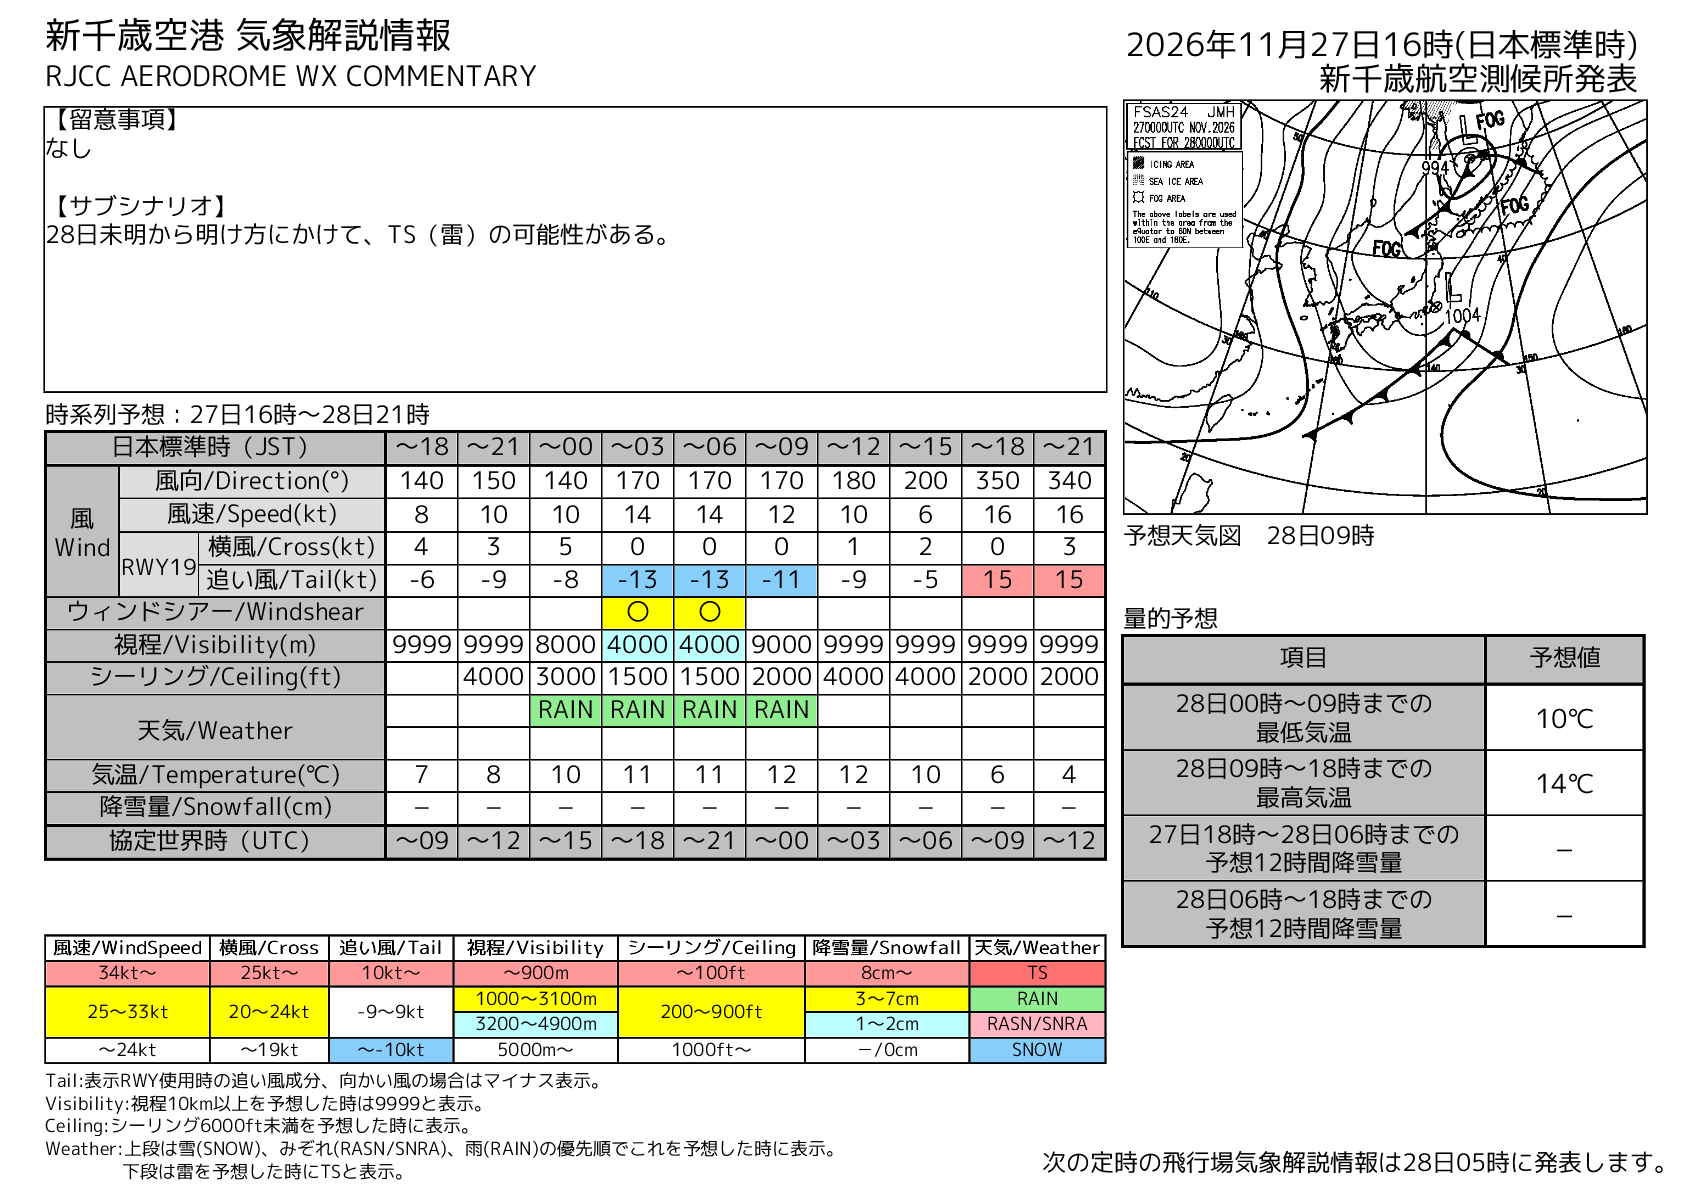 新千歳空港 気象解説情報
RJCC AERODROME WX COMMENTARY
2026年11月27日16時(日本標準時)
新千歳航空測候所発表
【留意事項】
なし
【サブシナリオ】
28日未明から明け方にかけて、TS（雷）の可能性がある。
FSAS24 JMH
270000UTC NOV.2026
FCST FOR 280000UTC
ICING AREA
SEA ICE AREA
FOG AREA
The above labels are used
within the area from the
equator to 60N between
100E and 180E.
L
FOG
994
FOG
FOG
L
1004
予想天気図 28日09時
時系列予想：27日16時～28日21時
日本標準時（JST） ～18 ～21 ～00 ～03 ～06 ～09 ～12 ～15 ～18 ～21
風 Wind
風向/Direction(°) 140 150 140 170 170 170 180 200 350 340
風速/Speed(kt) 8 10 10 14 14 12 10 6 16 16
RWY19
横風/Cross(kt) 4 3 5 0 0 0 1 2 0 3
追い風/Tail(kt) -6 -9 -8 -13 -13 -11 -9 -5 15 15
ウィンドシアー/Windshear ○ ○
視程/Visibility(m) 9999 9999 8000 4000 4000 9000 9999 9999 9999 9999
シーリング/Ceiling(ft) 4000 3000 1500 1500 2000 4000 4000 2000 2000
天気/Weather RAIN RAIN RAIN RAIN
気温/Temperature(℃) 7 8 10 11 11 12 12 10 6 4
降雪量/Snowfall(cm) － － － － － － － － － －
協定世界時（UTC） ～09 ～12 ～15 ～18 ～21 ～00 ～03 ～06 ～09 ～12
量的予想
項目 予想値
28日00時～09時までの
最低気温 10℃
28日09時～18時までの
最高気温 14℃
27日18時～28日06時までの
予想12時間降雪量 －
28日06時～18時までの
予想12時間降雪量 －
風速/WindSpeed 横風/Cross 追い風/Tail 視程/Visibility シーリング/Ceiling 降雪量/Snowfall 天気/Weather
34kt～ 25kt～ 10kt～ ～900m ～100ft 8cm～ TS
25～33kt 20～24kt -9～9kt 1000～3100m 200～900ft 3～7cm RAIN
3200～4900m 1～2cm RASN/SNRA
～24kt ～19kt ～-10kt 5000m～ 1000ft～ －/0cm SNOW
Tail:表示RWY使用時の追い風成分、向かい風の場合はマイナス表示。
Visibility:視程10km以上を予想した時は9999と表示。
Ceiling:シーリング6000ft未満を予想した時に表示。
Weather:上段は雪(SNOW)、みぞれ(RASN/SNRA)、雨(RAIN)の優先順でこれを予想した時に表示。
下段は雷を予想した時にTSと表示。
次の定時の飛行場気象解説情報は28日05時に発表します。